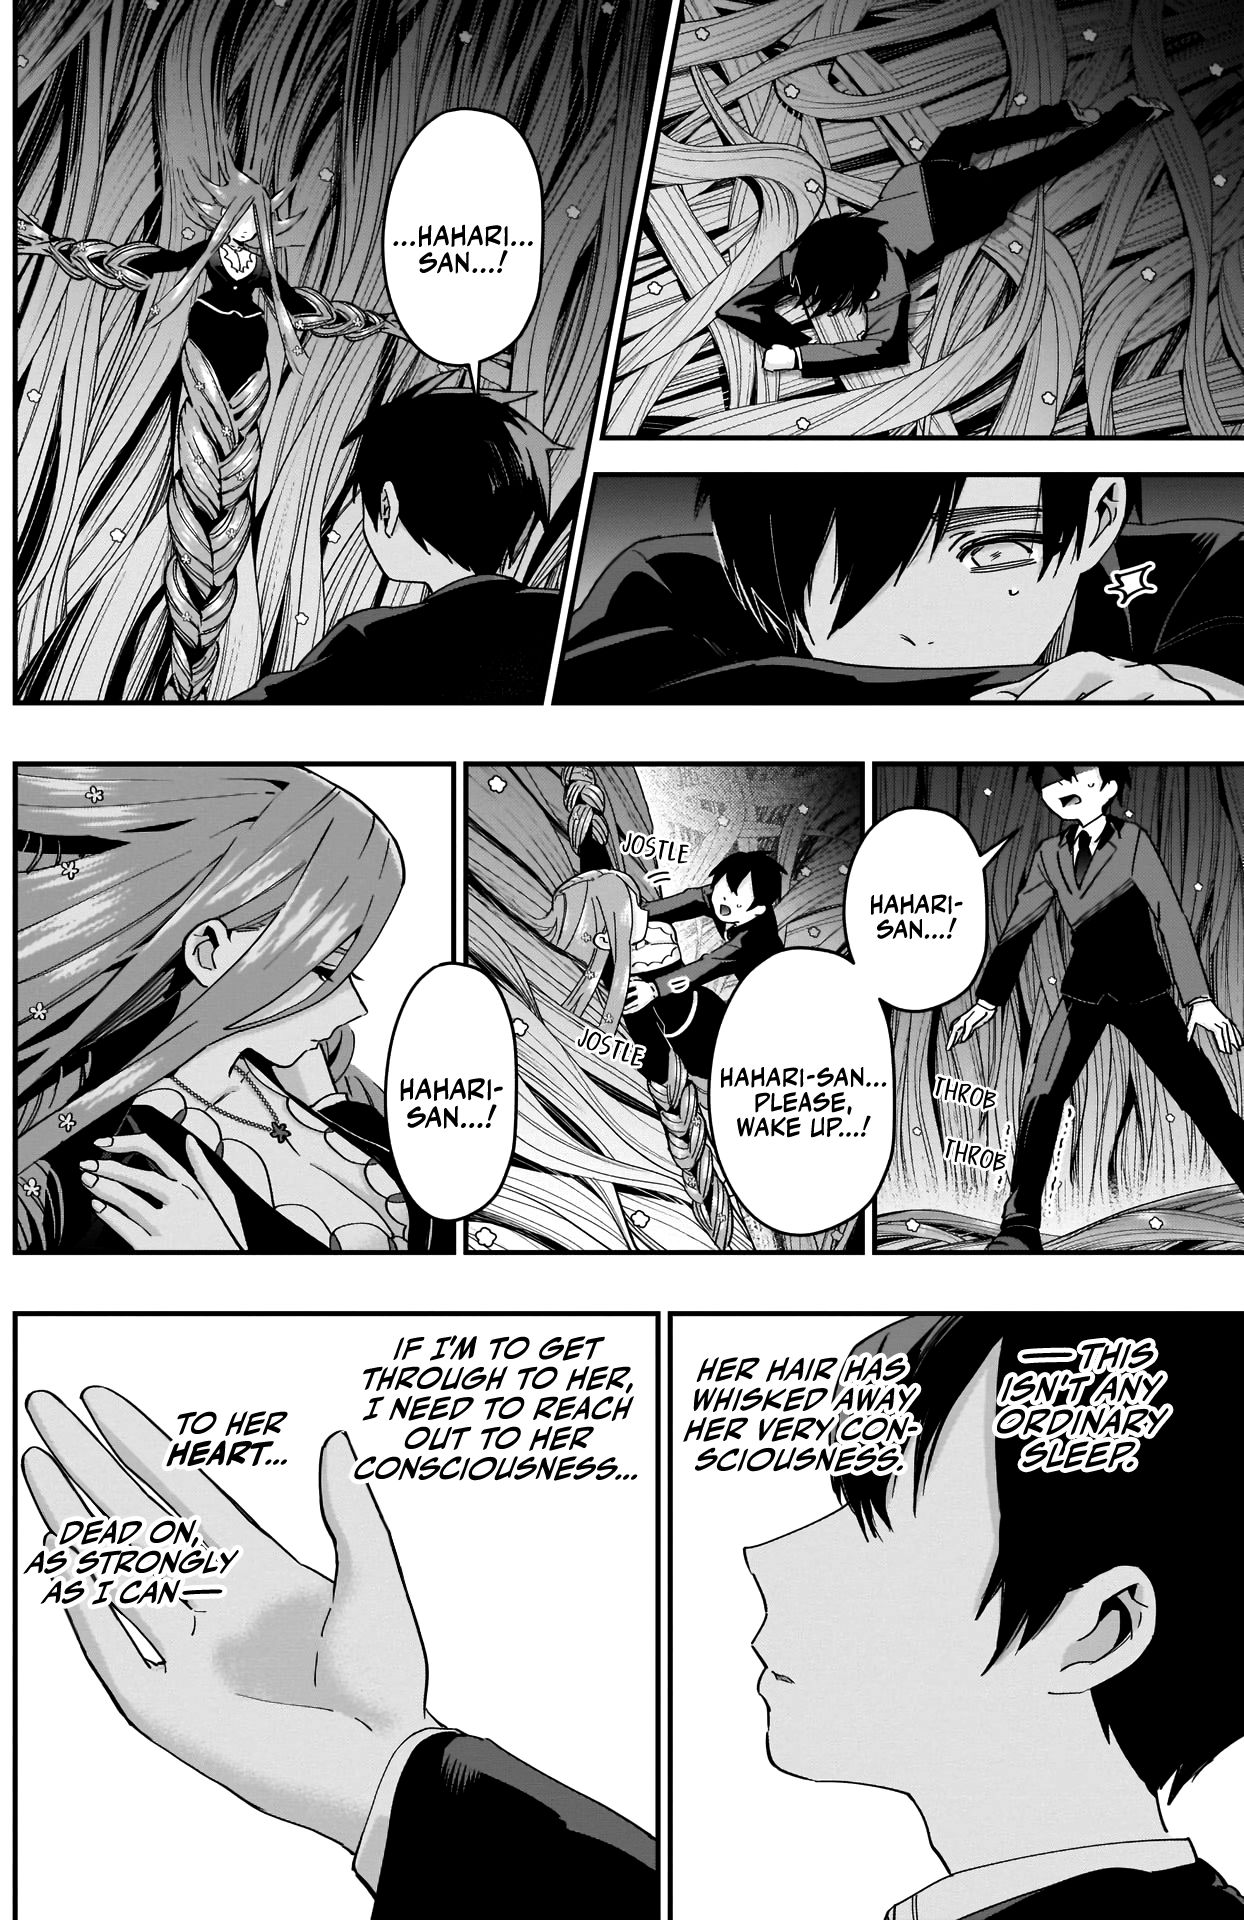 ...HAHARI...
SAN...!
HAHARI-
SAN...!
THROB
THROB
JOSTLE
JOSTLE
HAHARI-SAN...
PLEASE,
WAKE UP...!
HAHARI-
SAN...!
— THIS
ISN'T ANY
ORDINARY
SLEEP.
HER HAIR HAS
WHISKED AWAY
HER VERY CON-
SCIOUSNESS.
IF I'M TO GET
THROUGH TO HER,
I NEED TO REACH
OUT TO HER
CONSCIOUSNESS...
TO HER
HEART...
DEAD ON,
AS STRONGLY
AS I CAN—